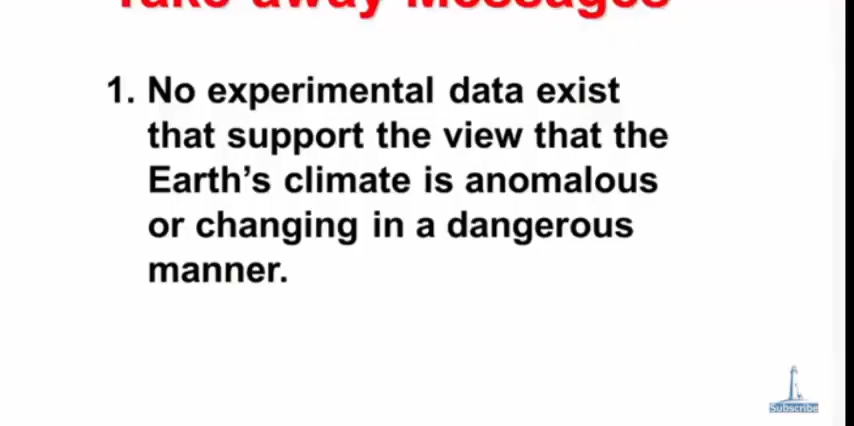 Take-away Messages
1. No experimental data exist
that support the view that the
Earth's climate is anomalous
or changing in a dangerous
manner.
Subscribe